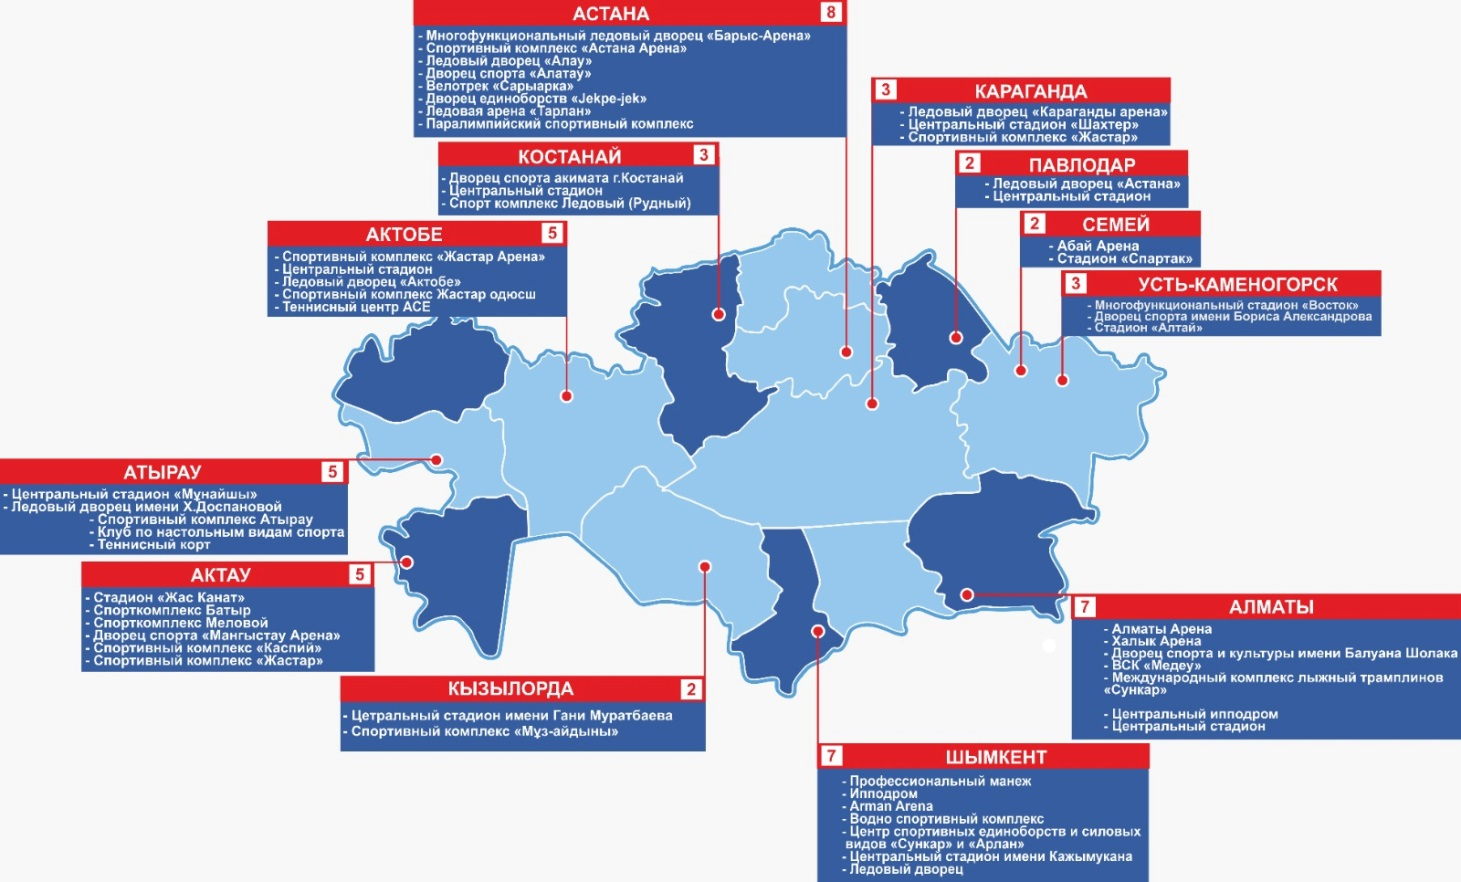 АСТАНА 8
- Многофункциональный ледовый дворец «Барыс-Арена»
- Спортивный комплекс «Астана Арена»
- Ледовый дворец «Алау»
- Дворец спорта «Алатау»
- Велотрек «Сарыарка»
- Дворец единоборств «Jekpe-jek»
- Ледовая арена «Тарлан»
- Паралимпийский спортивный комплекс
3 КАРАГАНДА
- Ледовый дворец «Караганды арена»
- Центральный стадион «Шахтер»
- Спортивный комплекс «Жастар»
КОСТАНАЙ 3
- Дворец спорта акимата г.Костанай
- Центральный стадион
- Спорт комплекс Ледовый (Рудный)
2 ПАВЛОДАР
- Ледовый дворец «Астана»
- Центральный стадион
2 СЕМЕЙ
- Абай Арена
- Стадион «Спартак»
АКТОБЕ 5
- Спортивный комплекс «Жастар Арена»
- Центральный стадион
- Ледовый дворец «Актобе»
- Спортивный комплекс Жастар одюсш
- Теннисный центр АСЕ
3 УСТЬ-КАМЕНОГОРСК
- Многофункциональный стадион «Восток»
- Дворец спорта имени Бориса Александрова
- Стадион «Алтай»
АТЫРАУ 5
- Центральный стадион «Мұнайшы»
- Ледовый дворец имени Х.Доспановой
- Спортивный комплекс Атырау
- Клуб по настольным видам спорта
- Теннисный корт
АКТАУ 5
- Стадион «Жас Канат»
- Спорткомплекс Батыр
- Спорткомплекс Меловой
- Дворец спорта «Мангыстау Арена»
- Спортивный комплекс «Каспий»
- Спортивный комплекс «Жастар»
7 АЛМАТЫ
- Алматы Арена
- Халык Арена
- Дворец спорта и культуры имени Балуана Шолака
- ВСК «Медеу»
- Международный комплекс лыжный трамплинов
«Сункар»
- Центральный ипподром
- Центральный стадион
КЫЗЫЛОРДА 2
- Цетральный стадион имени Гани Муратбаева
- Спортивный комплекс «Мұз-айдыны»
7 ШЫМКЕНТ
- Профессиональный манеж
- Ипподром
- Arman Arena
- Водно спортивный комплекс
- Центр спортивных единоборств и силовых
видов «Сункар» и «Арлан»
- Центральный стадион имени Кажымукана
- Ледовый дворец